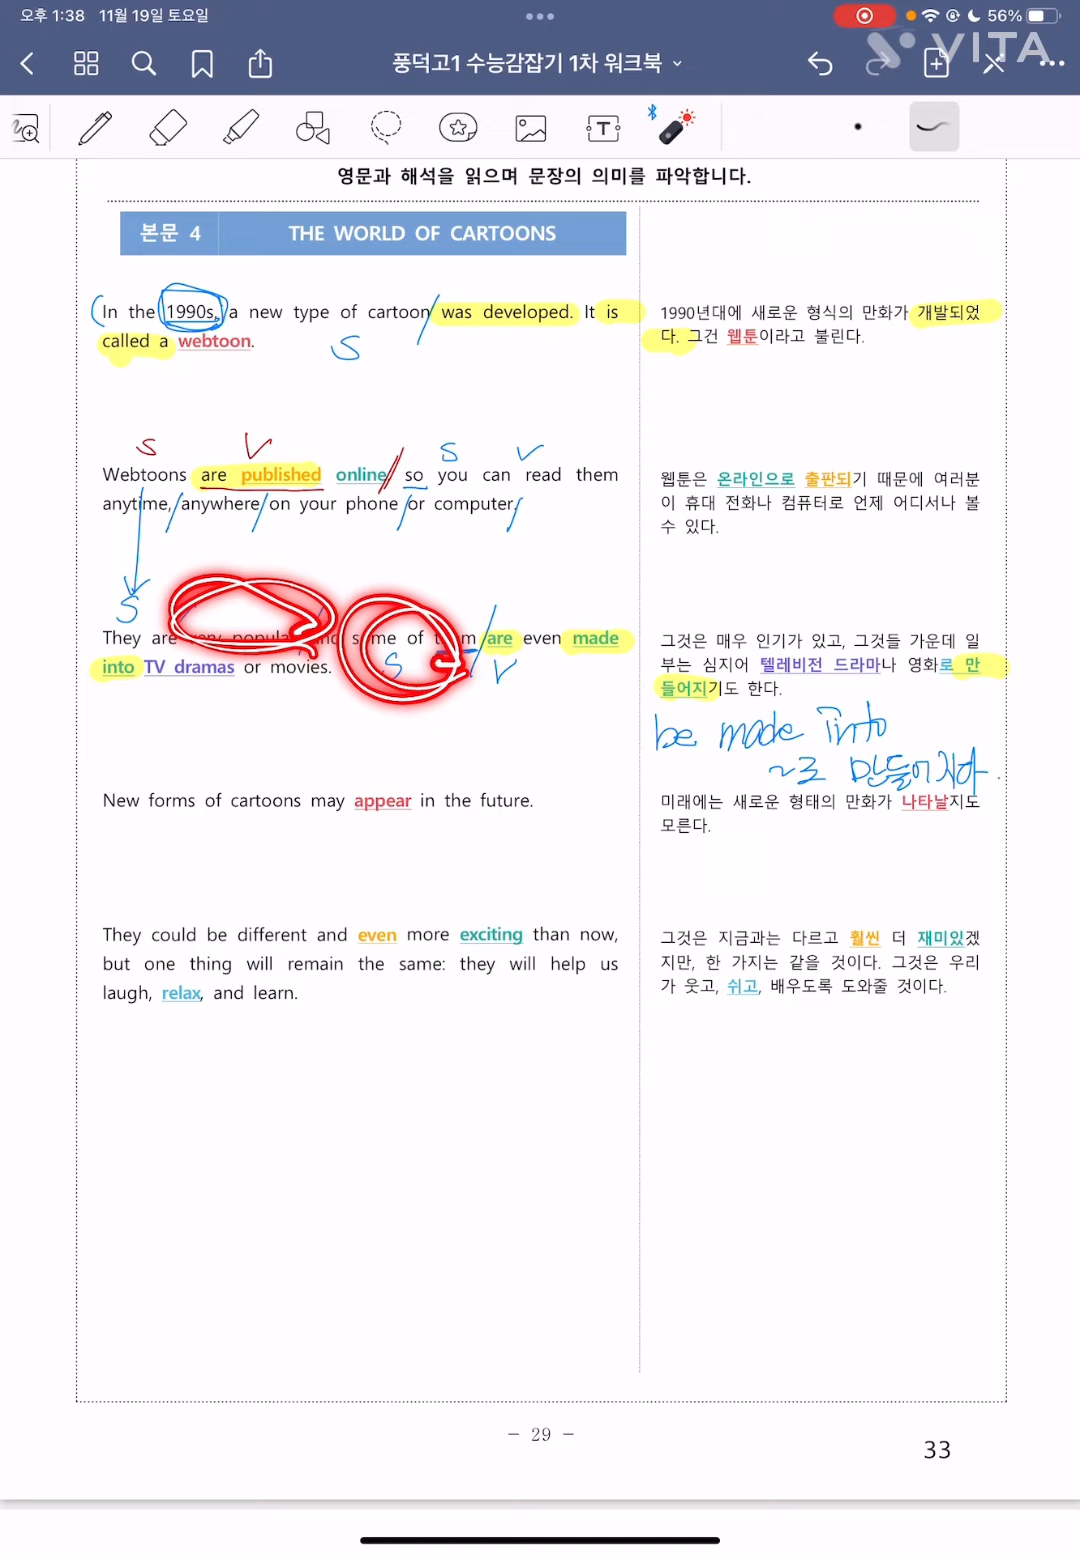 오후 1:38 11월 19일 토요일
56%
풍덕고1 수능감잡기 1차 워크북
VITA
영문과 해석을 읽으며 문장의 의미를 파악합니다.
본문 4 THE WORLD OF CARTOONS
In the 1990s, a new type of cartoon was developed. It is
called a webtoon.
S
1990년대에 새로운 형식의 만화가 개발되었
다. 그건 웹툰이라고 불린다.
S V S V
Webtoons are published online so you can read them
anytime, anywhere on your phone or computer.
웹툰은 온라인으로 출판되기 때문에 여러분
이 휴대 전화나 컴퓨터로 언제 어디서나 볼
수 있다.
S
They are very popular and some of them are even made
into TV dramas or movies.
S V
그것은 매우 인기가 있고, 그것들 가운데 일
부는 심지어 텔레비전 드라마나 영화로 만
들어지기도 한다.
be made into
~로 만들어지다.
New forms of cartoons may appear in the future.
미래에는 새로운 형태의 만화가 나타날지도
모른다.
They could be different and even more exciting than now,
but one thing will remain the same: they will help us
laugh, relax, and learn.
그것은 지금과는 다르고 훨씬 더 재미있겠
지만, 한 가지는 같을 것이다. 그것은 우리
가 웃고, 쉬고, 배우도록 도와줄 것이다.
- 29 -
33